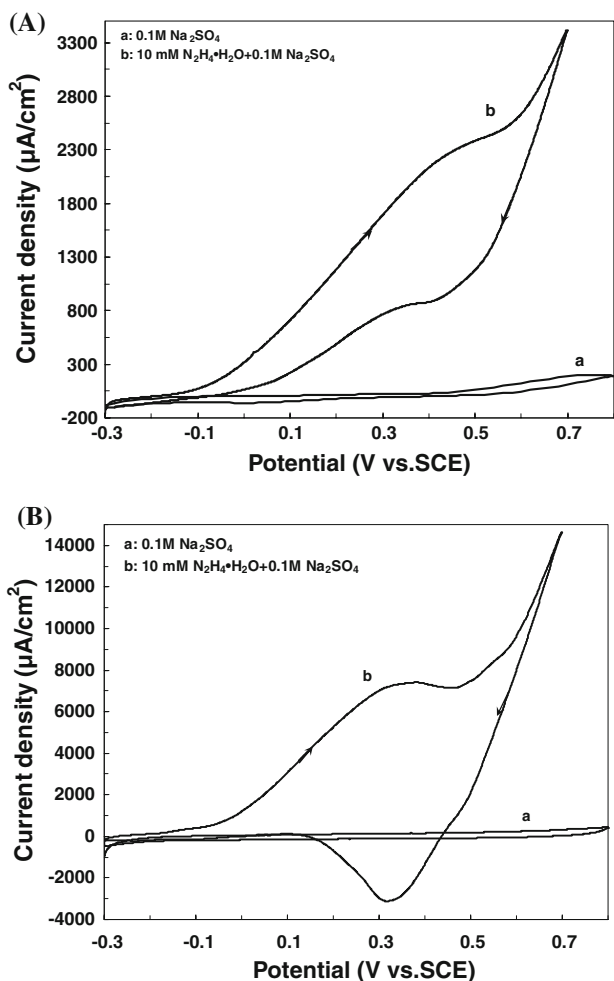 (A)
a: 0.1M Na₂SO₄
b: 10 mM N₂H₄•H₂O+0.1M Na₂SO₄
3300
2800
2300
1800
1300
800
300
-200
Current density (µA/cm²)
b
a
-0.3
-0.1
0.1
0.3
0.5
0.7
Potential (V vs.SCE)
(B)
a: 0.1M Na₂SO₄
b: 10 mM N₂H₄•H₂O+0.1M Na₂SO₄
14000
12000
10000
8000
6000
4000
2000
0
-2000
-4000
Current density (µA/cm²)
b
a
-0.3
-0.1
0.1
0.3
0.5
0.7
Potential (V vs.SCE)